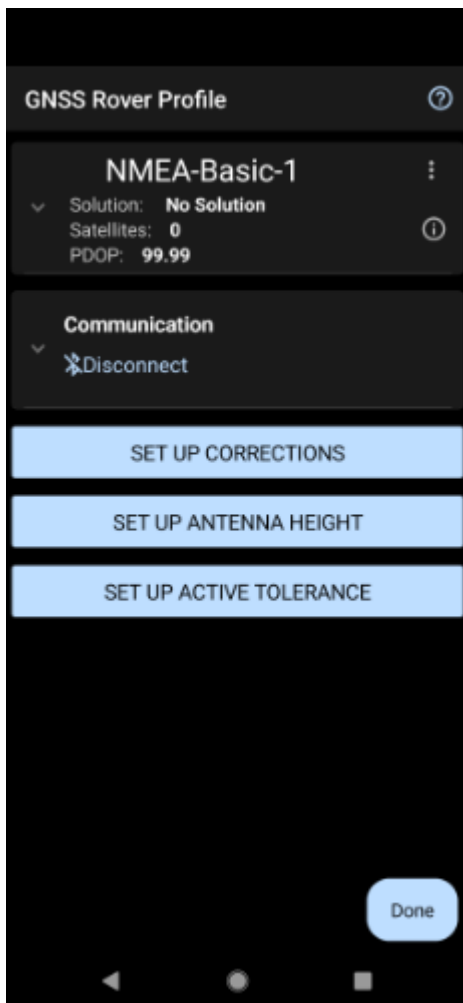 GNSS Rover Profile
NMEA-Basic-1
Solution: No Solution
Satellites: 0
PDOP: 99.99
Communication
Disconnect
SET UP CORRECTIONS
SET UP ANTENNA HEIGHT
SET UP ACTIVE TOLERANCE
Done